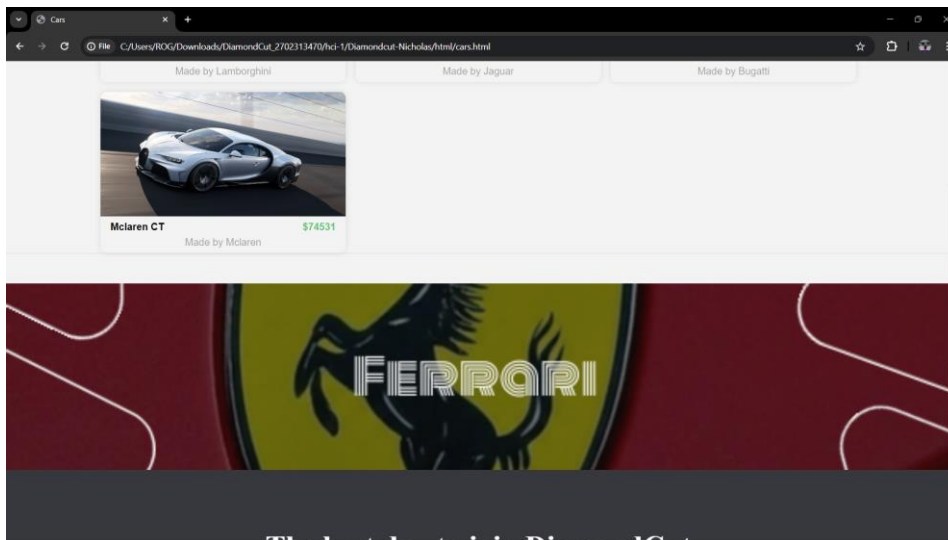 Cars
File C:/Users/ROG/Downloads/DiamondCut_2702313470/hci-1/Diamondcut-Nicholas/html/cars.html
Made by Lamborghini Made by Jaguar Made by Bugatti
Mclaren CT $74531
Made by Mclaren
FERRARI